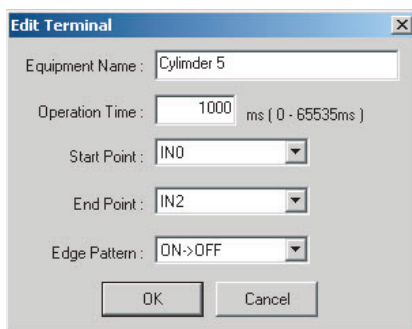 Edit Terminal
Equipment Name : Cylimder 5
Operation Time : 1000 ms ( 0 - 65535ms )
Start Point : IN0
End Point : IN2
Edge Pattern : ON->OFF
OK Cancel